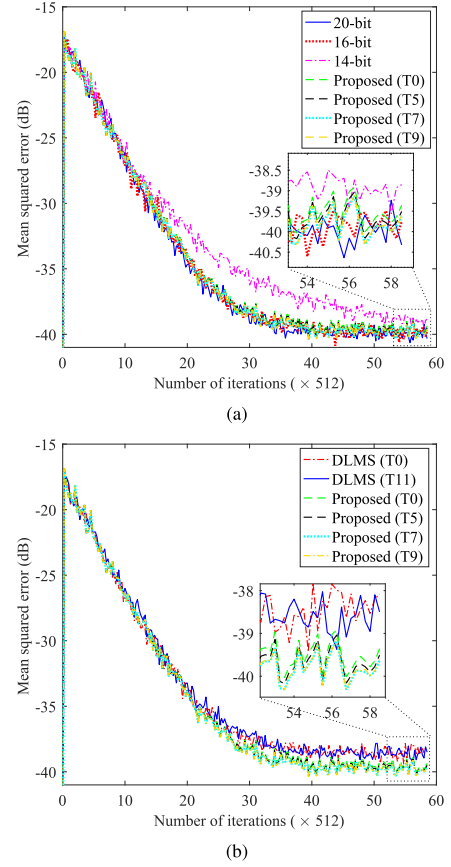 -15
-20
-25
-30
-35
-40
Mean squared error (dB)
20-bit
16-bit
14-bit
Proposed (T0)
Proposed (T5)
Proposed (T7)
Proposed (T9)
-38.5
-39
-39.5
-40
-40.5
54 56 58
0 10 20 30 40 50 60
Number of iterations ( × 512)
(a)
-15
-20
-25
-30
-35
-40
Mean squared error (dB)
DLMS (T0)
DLMS (T11)
Proposed (T0)
Proposed (T5)
Proposed (T7)
Proposed (T9)
-38
-39
-40
54 56 58
0 10 20 30 40 50 60
Number of iterations ( × 512)
(b)